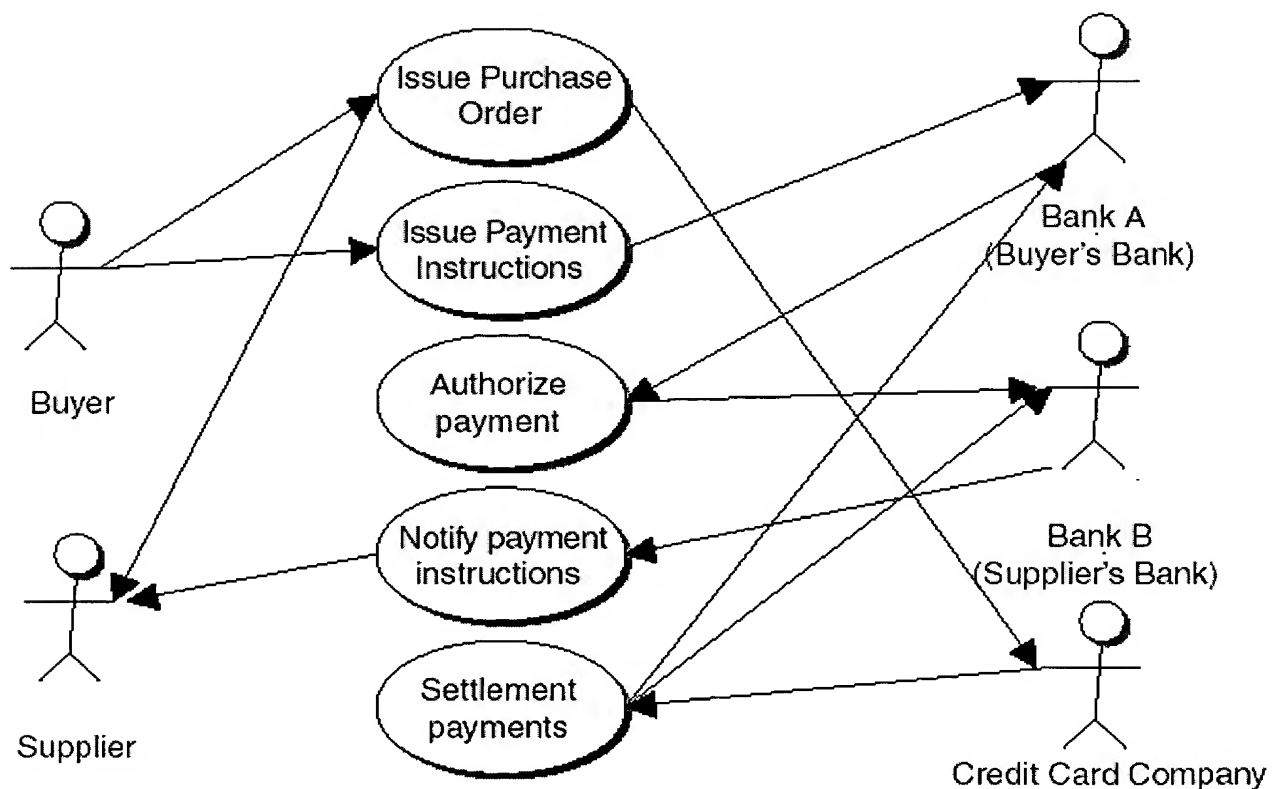 Issue Purchase
Order
Issue Payment
Instructions
Authorize
payment
Notify payment
instructions
Settlement
payments
Buyer
Supplier
Bank A
(Buyer's Bank)
Bank B
(Supplier's Bank)
Credit Card Company